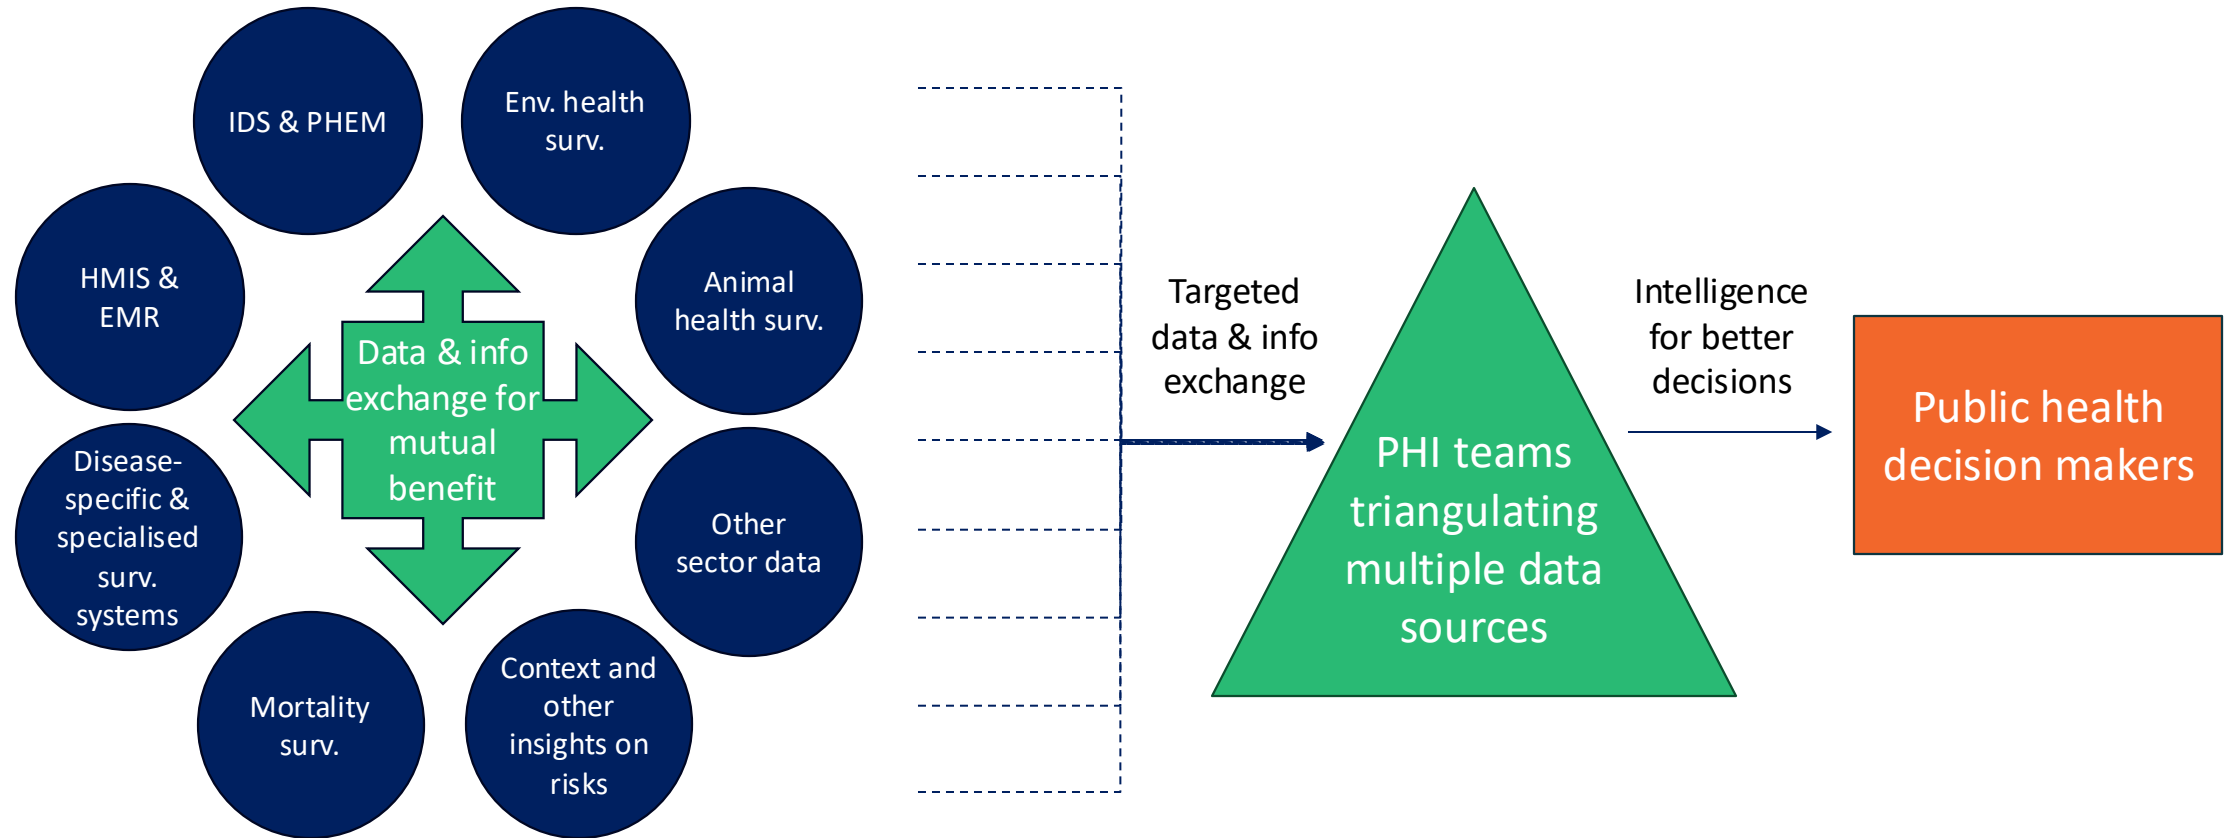 IDS & PHEM
Env. health
surv.
HMIS &
EMR
Animal
health surv.
Data & info
exchange for
mutual
benefit
Disease-
specific &
specialised
surv.
systems
Other
sector data
Mortality
surv.
Context and
other
insights on
risks
Targeted
data & info
exchange
PHI teams
triangulating
multiple data
sources
Intelligence
for better
decisions
Public health
decision makers